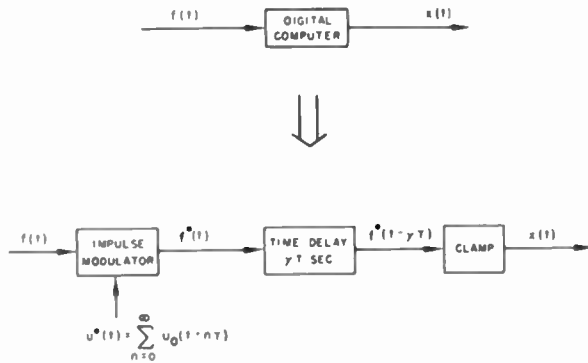 f(t)
DIGITAL
COMPUTER
x(t)
f(t)
IMPULSE
MODULATOR
f*(t)
TIME DELAY
γT SEC
f*(t-γT)
CLAMP
x(t)
u*(t) = ∑ u₀(t-nT)
∞
n=0